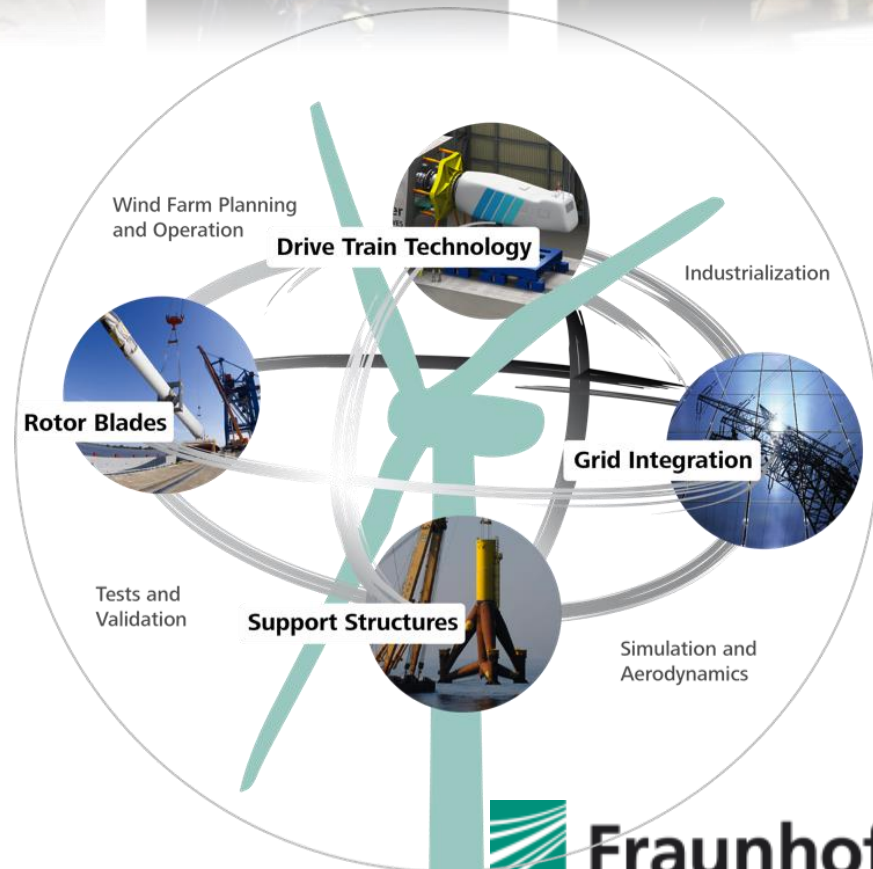 Wind Farm Planning
and Operation
Drive Train Technology
Industrialization
Rotor Blades
Grid Integration
Tests and
Validation
Support Structures
Simulation and
Aerodynamics